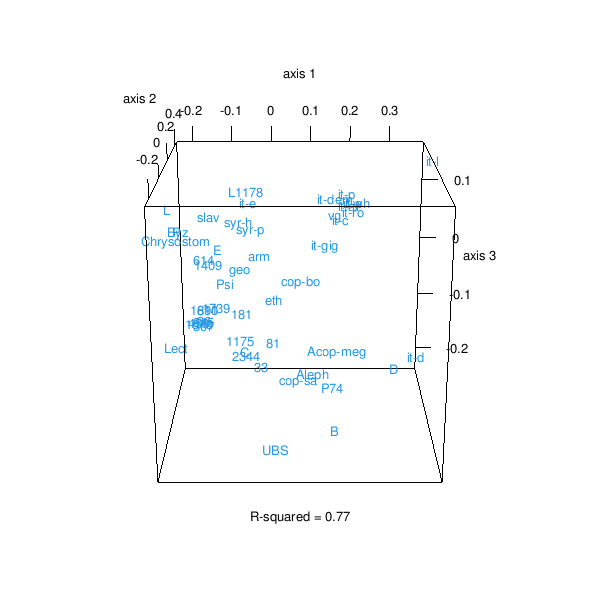 axis 1
axis 2
0.4
-0.2 -0.1 0 0.1 0.2 0.3
0.2
0
-0.2
it-l
0.1
L1178
it-p
it-e
L
slav
vg
it-ro
syr-h
it-c
syr-p
0
Chrysostom
E
it-gig
axis 3
614
arm
1409
geo
Psi
cop-bo
-0.1
eth
1739
181
1175
81
-0.2
Lect
C
Acop-meg
2344
it-d
33
D
Aleph
cop-sa
P74
B
UBS
R-squared = 0.77